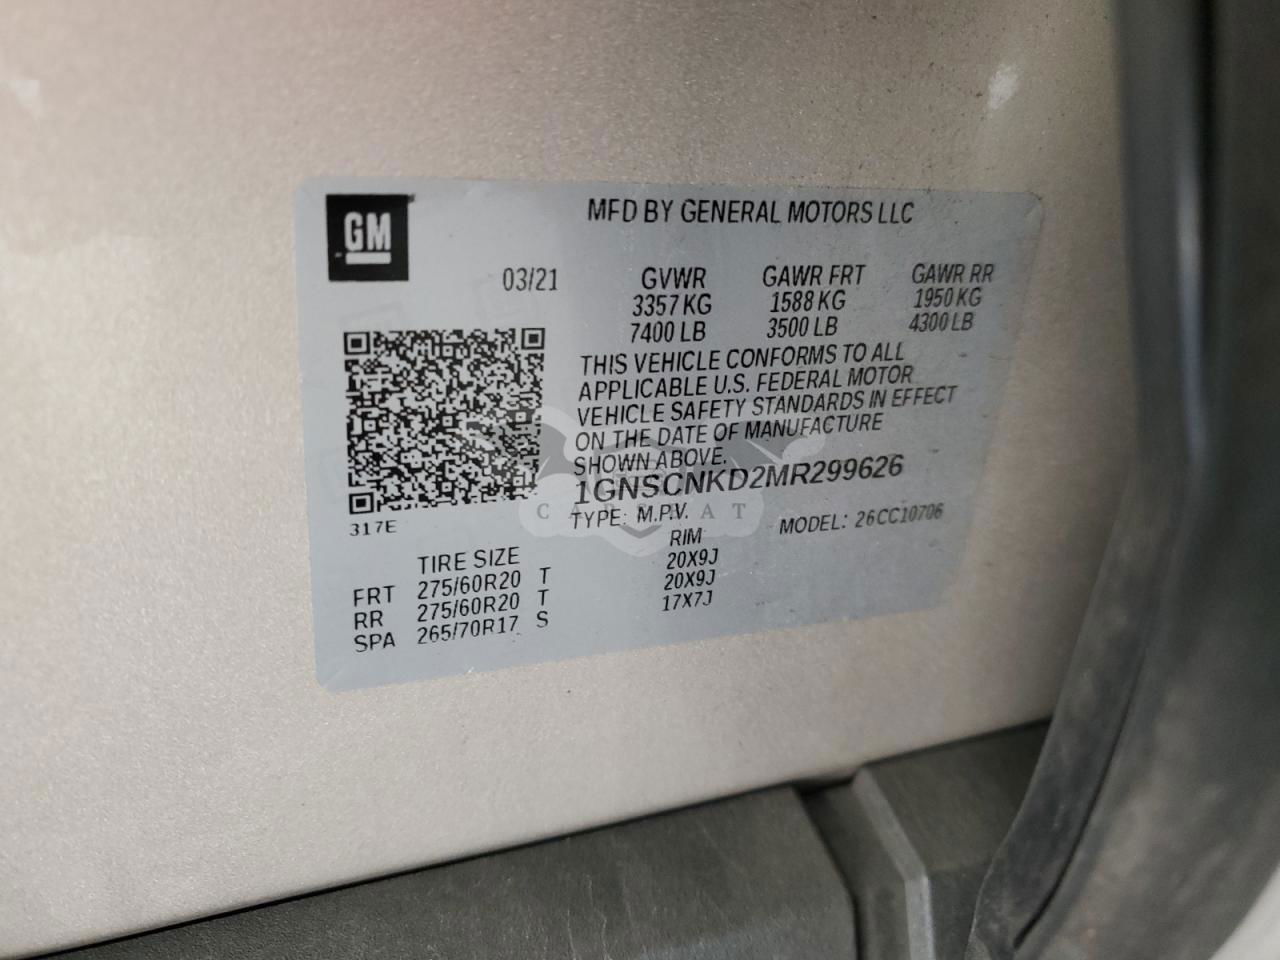 GM
MFD BY GENERAL MOTORS LLC
03/21 GVWR GAWR FRT GAWR RR
3357 KG 1588 KG 1950 KG
7400 LB 3500 LB 4300 LB
THIS VEHICLE CONFORMS TO ALL
APPLICABLE U.S. FEDERAL MOTOR
VEHICLE SAFETY STANDARDS IN EFFECT
ON THE DATE OF MANUFACTURE
SHOWN ABOVE.
1GNSCNKD2MR299626
TYPE: M.P.V. MODEL: 26CC10706
317E
TIRE SIZE RIM
FRT 275/60R20 T 20X9J
RR 275/60R20 T 20X9J
SPA 265/70R17 S 17X7J